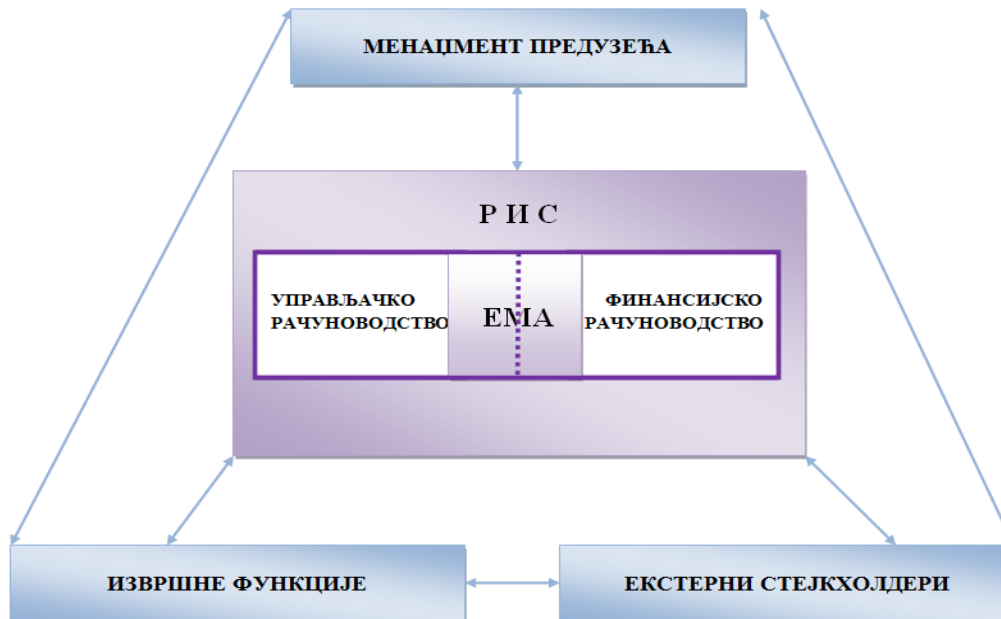 МЕНАЏМЕНТ ПРЕДУЗЕЋА
Р И С
УПРАВЉАЧКО
РАЧУНОВОДСТВО
ЕМА
ФИНАНСИЈСКО
РАЧУНОВОДСТВО
ИЗВРШНЕ ФУНКЦИЈЕ
ЕКСТЕРНИ СТЕЈКХОЛДЕРИ